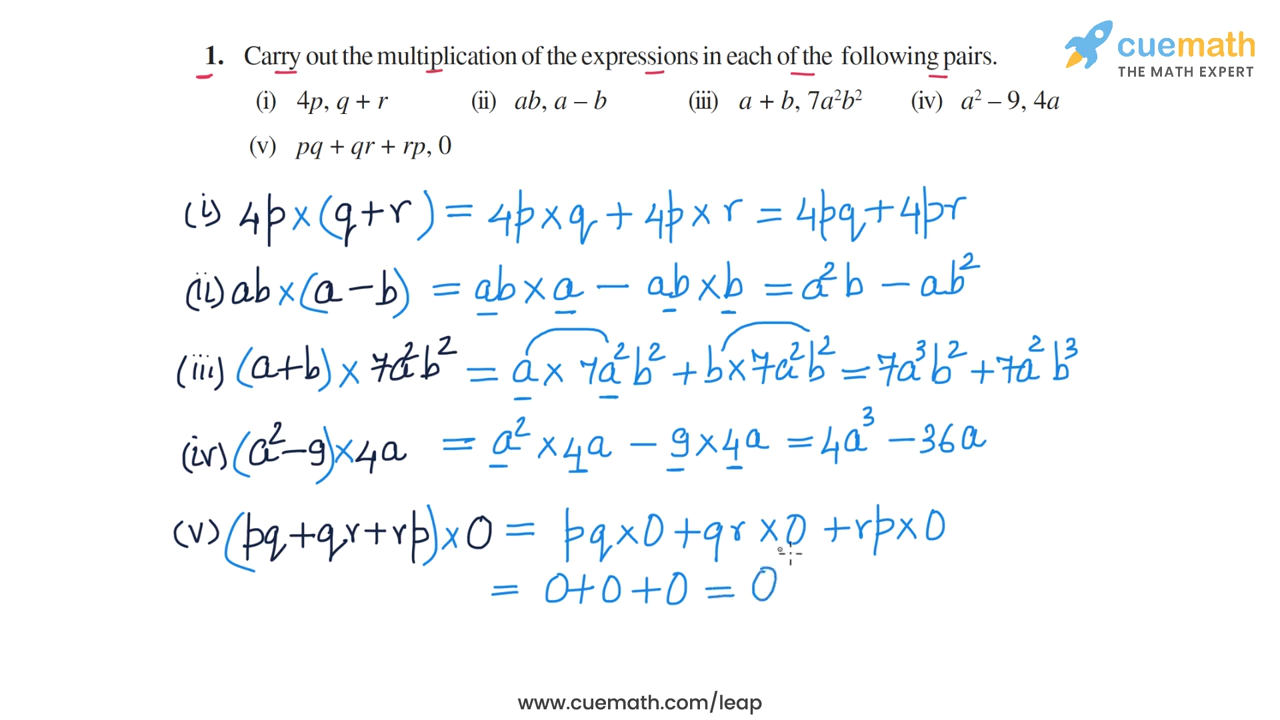 1. Carry out the multiplication of the expressions in each of the following pairs.
cuemath
THE MATH EXPERT
(i) 4p, q + r (ii) ab, a – b (iii) a + b, 7a²b² (iv) a² – 9, 4a
(v) pq + qr + rp, 0
(i) 4p × (q + r) = 4p × q + 4p × r = 4pq + 4pr
(ii) ab × (a – b) = ab × a – ab × b = a²b – ab²
(iii) (a + b) × 7a²b² = a × 7a²b² + b × 7a²b² = 7a³b² + 7a²b³
(iv) (a² – 9) × 4a = a² × 4a – 9 × 4a = 4a³ – 36a
(v) (pq + qr + rp) × 0 = pq × 0 + qr × 0 + rp × 0
= 0 + 0 + 0 = 0
www.cuemath.com/leap